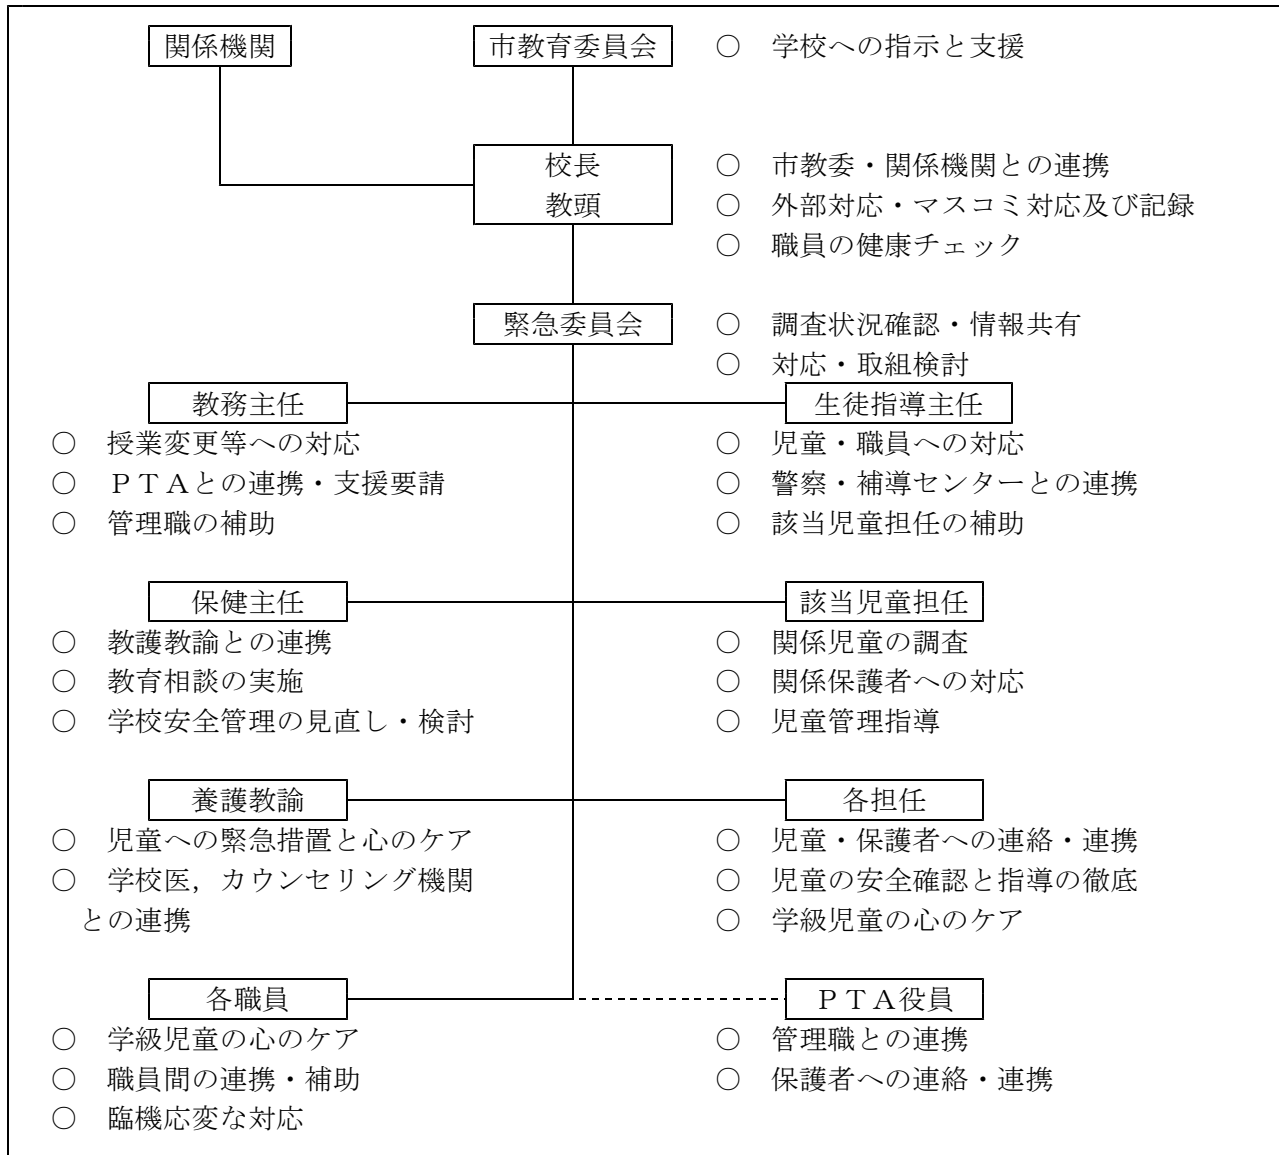 関係機関
市教育委員会
○　学校への指示と支援
校長
教頭
○　市教委・関係機関との連携
○　外部対応・マスコミ対応及び記録
○　職員の健康チェック
緊急委員会
○　調査状況確認・情報共有
○　対応・取組検討
教務主任
○　授業変更等への対応
○　ＰＴＡとの連携・支援要請
○　管理職の補助
生徒指導主任
○　児童・職員への対応
○　警察・補導センターとの連携
○　該当児童担任の補助
保健主任
○　教護教諭との連携
○　教育相談の実施
○　学校安全管理の見直し・検討
該当児童担任
○　関係児童の調査
○　関係保護者への対応
○　児童管理指導
養護教諭
○　児童への緊急措置と心のケア
○　学校医，カウンセリング機関
との連携
各担任
○　児童・保護者への連絡・連携
○　児童の安全確認と指導の徹底
○　学級児童の心のケア
各職員
○　学級児童の心のケア
○　職員間の連携・補助
○　臨機応変な対応
ＰＴＡ役員
○　管理職との連携
○　保護者への連絡・連携